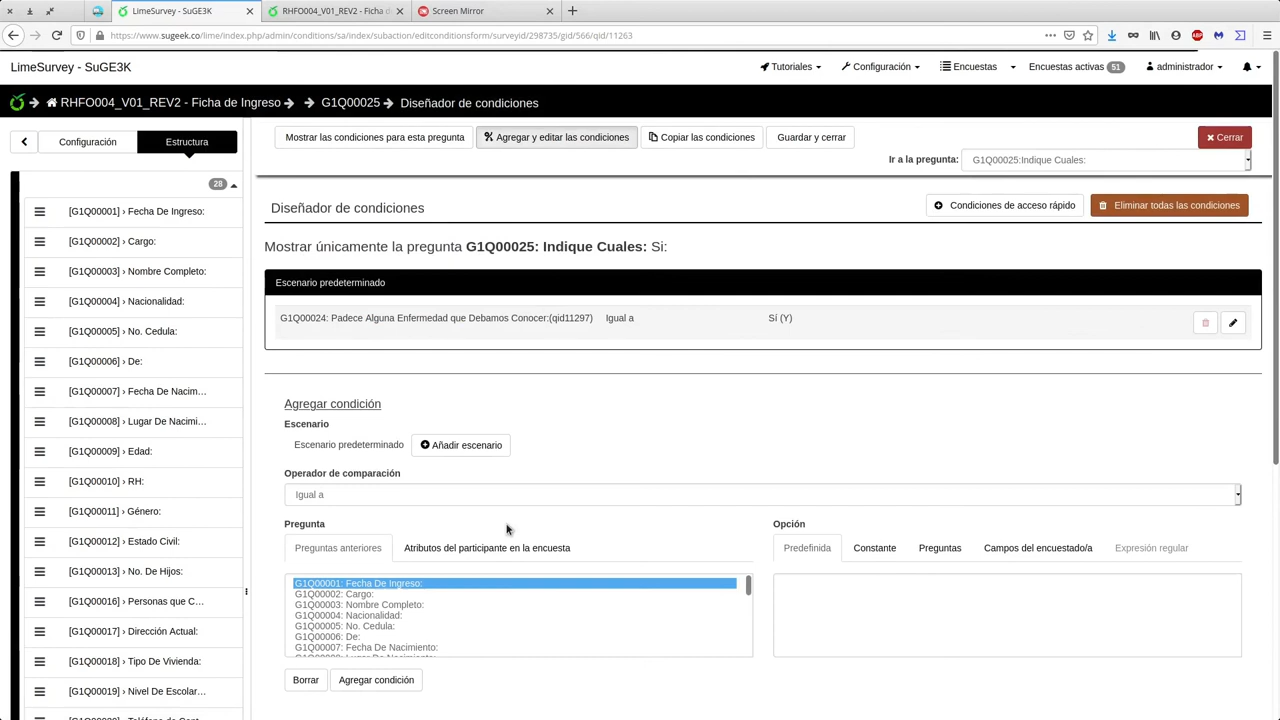 LimeSurvey - SuGE3K
RHFO004_V01_REV2 - Ficha d
Screen Mirror
https://www.sugeek.co/lime/index.php/admin/conditions/sa/index/subaction/editconditionsform/surveyid/298735/gid/566/qid/11263
LimeSurvey - SuGE3K
Tutoriales
Configuración
Encuestas
Encuestas activas 51
administrador
RHFO004_V01_REV2 - Ficha de Ingreso
G1Q00025
Diseñador de condiciones
Configuración
Estructura
Mostrar las condiciones para esta pregunta
Agregar y editar las condiciones
Copiar las condiciones
Guardar y cerrar
Cerrar
Ir a la pregunta:
G1Q00025:Indique Cuales:
28
[G1Q00001] › Fecha De Ingreso:
[G1Q00002] › Cargo:
[G1Q00003] › Nombre Completo:
[G1Q00004] › Nacionalidad:
[G1Q00005] › No. Cedula:
[G1Q00006] › De:
[G1Q00007] › Fecha De Nacim…
[G1Q00008] › Lugar De Nacimi…
[G1Q00009] › Edad:
[G1Q00010] › RH:
[G1Q00011] › Género:
[G1Q00012] › Estado Civil:
[G1Q00013] › No. De Hijos:
[G1Q00016] › Personas que C…
[G1Q00017] › Dirección Actual:
[G1Q00018] › Tipo De Vivienda:
[G1Q00019] › Nivel De Escolar…
Diseñador de condiciones
Condiciones de acceso rápido
Eliminar todas las condiciones
Mostrar únicamente la pregunta G1Q00025: Indique Cuales: Si:
Escenario predeterminado
G1Q00024: Padece Alguna Enfermedad que Debamos Conocer:(qid11297)
Igual a
Sí (Y)
Agregar condición
Escenario
Escenario predeterminado
Añadir escenario
Operador de comparación
Igual a
Pregunta
Opción
Preguntas anteriores
Atributos del participante en la encuesta
Predefinida
Constante
Preguntas
Campos del encuestado/a
Expresión regular
G1Q00001: Fecha De Ingreso:
G1Q00002: Cargo:
G1Q00003: Nombre Completo:
G1Q00004: Nacionalidad:
G1Q00005: No. Cedula:
G1Q00006: De:
G1Q00007: Fecha De Nacimiento:
Borrar
Agregar condición